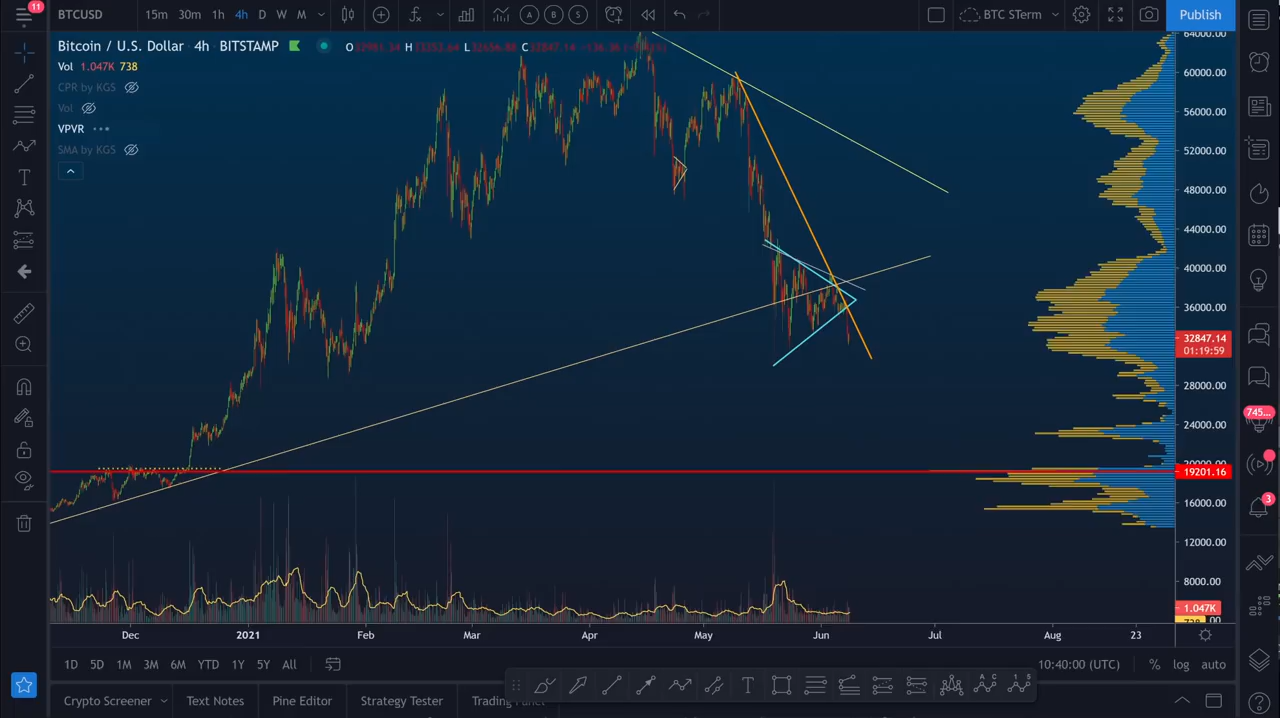 11
BTCUSD
15m 30m 1h 4h D W M
BTC STerm
Publish
Bitcoin / U.S. Dollar 4h BITSTAMP
Vol 1.047K 738
CPR by KGS
Vol
VPVR
SMA by KGS
64000.00
60000.00
56000.00
52000.00
48000.00
44000.00
40000.00
36000.00
32847.14
01:19:59
28000.00
24000.00
19201.16
16000.00
12000.00
8000.00
1.047K
745...
3
Dec 2021 Feb Mar Apr May Jun Jul Aug 23
1D 5D 1M 3M 6M YTD 1Y 5Y All
10:40:00 (UTC) % log auto
Crypto Screener Text Notes Pine Editor Strategy Tester